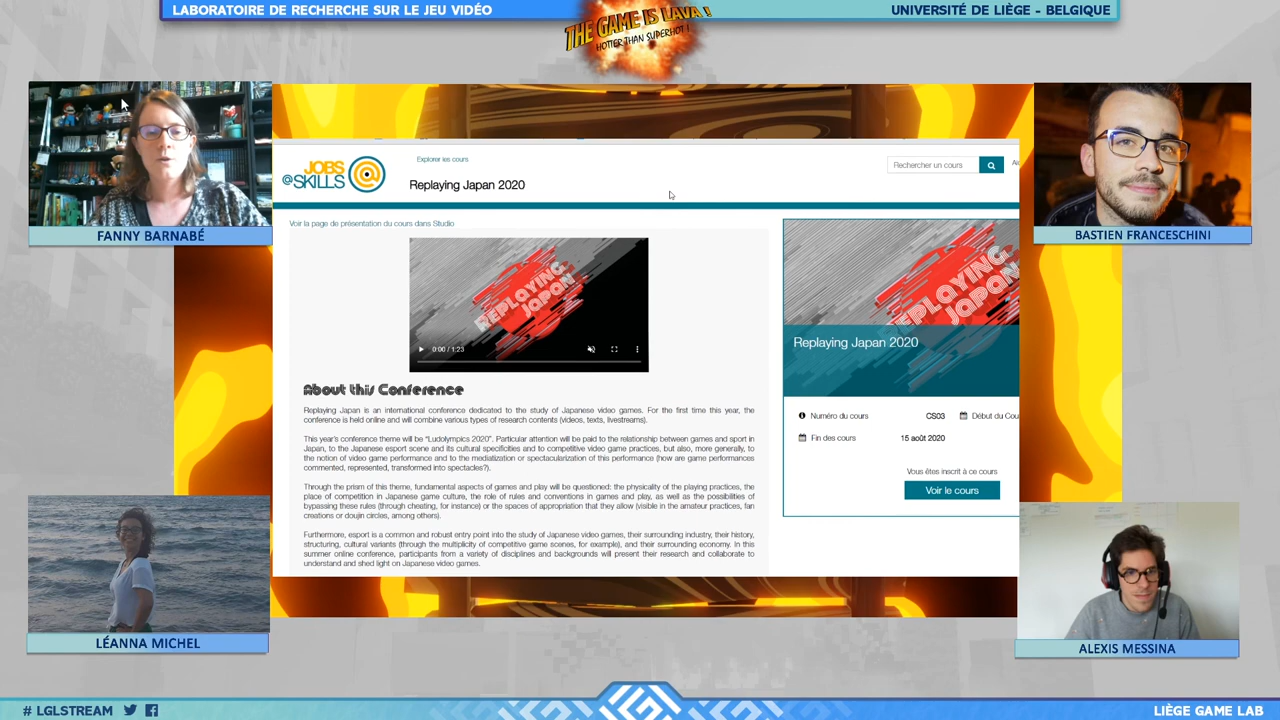 LABORATOIRE DE RECHERCHE SUR LE JEU VIDÉO
THE GAME IS LAVA !
HOTTER THAN SUPERHOT !
UNIVERSITÉ DE LIÈGE - BELGIQUE
FANNY BARNABÉ
BASTIEN FRANCESCHINI
JOBS
@SKILLS
Explorer les cours
Replaying Japan 2020
Rechercher un cours
Voir la page de présentation du cours dans Studio
REPLAYING
JAPAN
0:00 / 1:23
About this Conference
Replaying Japan is an international conference dedicated to the study of Japanese video games. For the first time this year, the
conference is held online and will combine various types of research contents (videos, texts, livestreams).
This year's conference theme will be "Ludolympics 2020". Particular attention will be paid to the relationship between games and sport in
Japan, to the Japanese esport scene and its cultural specificities and to competitive video game practices, but also, more generally, to
the notion of video game performance and to the mediatization or spectacularization of this performance (how are game performances
commented, represented, transformed into spectacles?).
Through the prism of this theme, fundamental aspects of games and play will be questioned: the physicality of the playing practices, the
place of competition in Japanese game culture, the role of rules and conventions in games and play, as well as the possibilities of
bypassing these rules (through cheating, for instance) or the spaces of appropriation that they allow (visible in the amateur practices, fan
creations or doujin circles, among others).
Furthermore, esport is a common and robust entry point into the study of Japanese video games, their surrounding industry, their history,
structuring, cultural variants (through the multiplicity of competitive game scenes, for example), and their surrounding economy. In this
summer online conference, participants from a variety of disciplines and backgrounds will present their research and collaborate to
understand and shed light on Japanese video games.
REPLAYING
JAPAN
Replaying Japan 2020
Numéro du cours CS03 Début du Cou
Fin des cours 15 août 2020
Vous êtes inscrit à ce cours
Voir le cours
LÉANNA MICHEL
ALEXIS MESSINA
# LGLSTREAM
LIÈGE GAME LAB